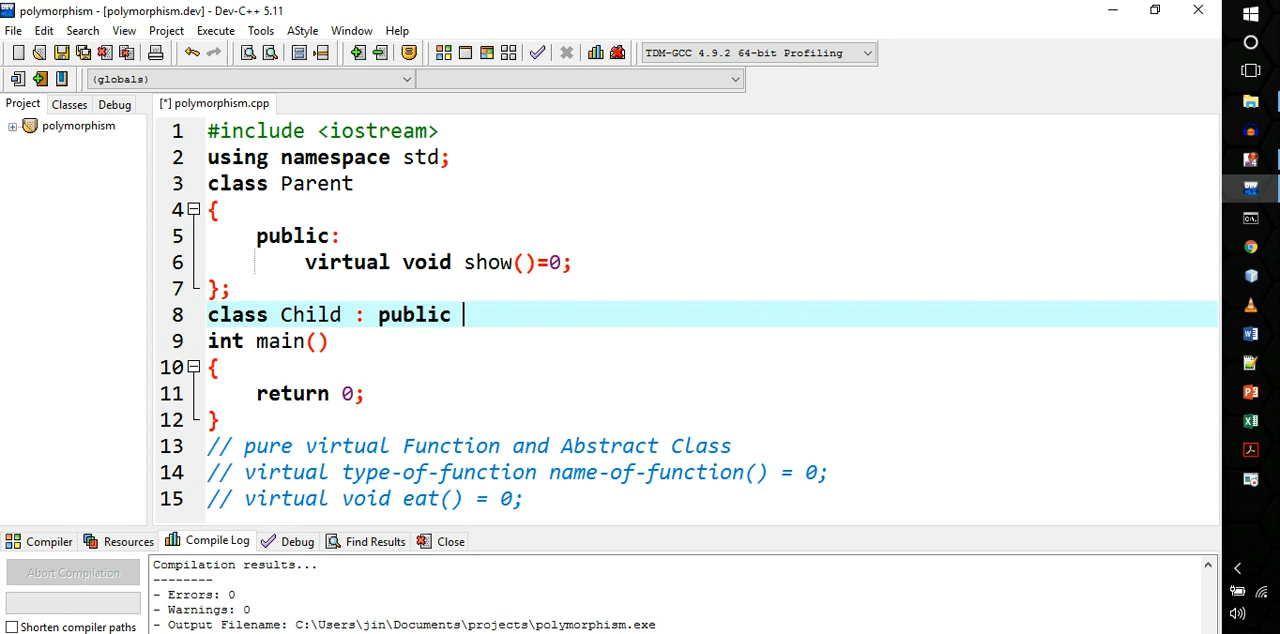 polymorphism - [polymorphism.dev] - Dev-C++ 5.11
File Edit Search View Project Execute Tools AStyle Window Help
TDM-GCC 4.9.2 64-bit Profiling
(globals)
Project Classes Debug [*] polymorphism.cpp
polymorphism
1 #include <iostream>
2 using namespace std;
3 class Parent
4 {
5 public:
6 virtual void show()=0;
7 };
8 class Child : public
9 int main()
10 {
11 return 0;
12 }
13 // pure virtual Function and Abstract Class
14 // virtual type-of-function name-of-function() = 0;
15 // virtual void eat() = 0;
Compiler Resources Compile Log Debug Find Results Close
Abort Compilation
Shorten compiler paths
Compilation results...
--------
- Errors: 0
- Warnings: 0
- Output Filename: C:\Users\jin\Documents\projects\polymorphism.exe